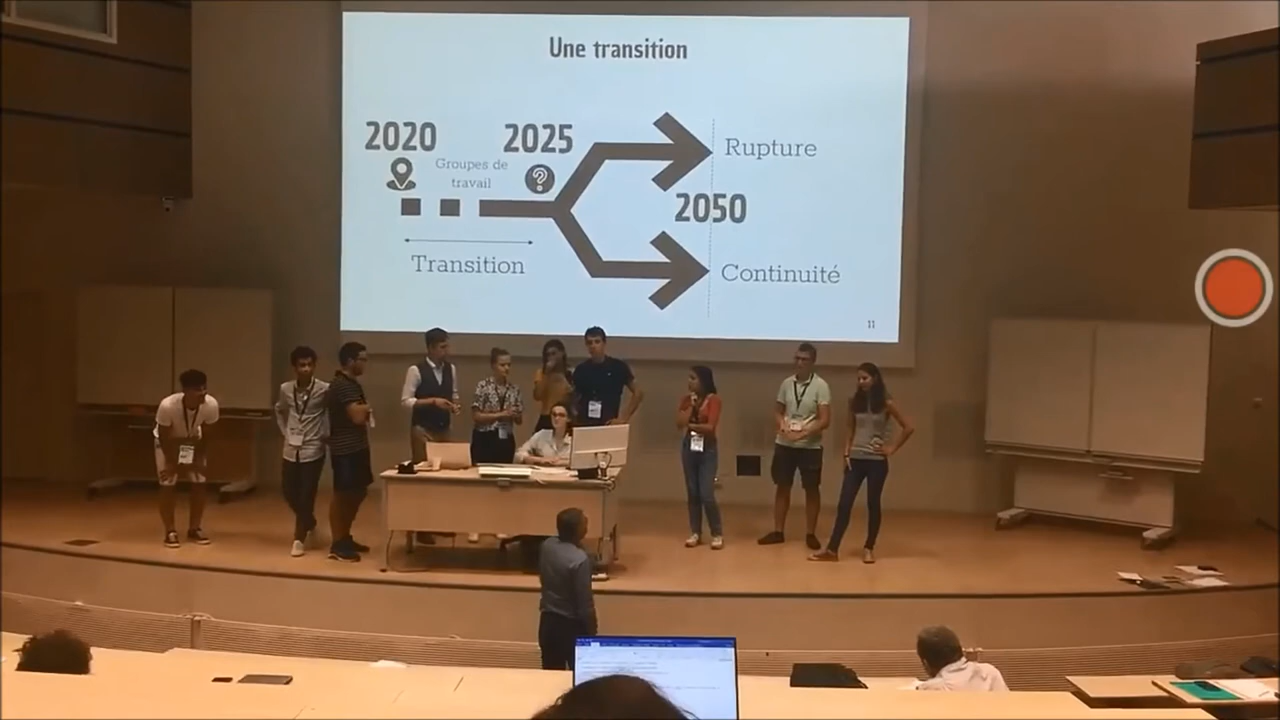 Une transition
2020
2025
Groupes de
travail
Rupture
2050
Transition
Continuité
11